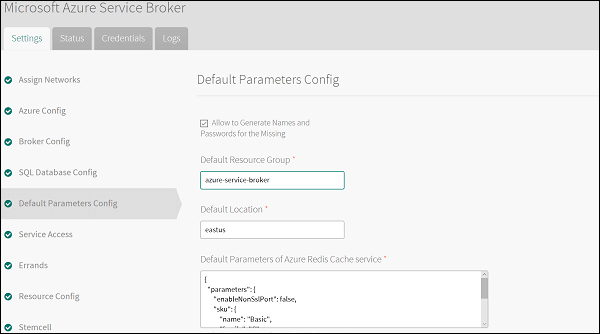 Microsoft Azure Service Broker
Settings
Status
Credentials
Logs
Assign Networks
Azure Config
Broker Config
SQL Database Config
Default Parameters Config
Service Access
Errands
Resource Config
Stemcell
Default Parameters Config
Allow to Generate Names and
Passwords for the Missing
Default Resource Group *
azure-service-broker
Default Location *
eastus
Default Parameters of Azure Redis Cache service *
{
"parameters": {
"enableNonSslPort": false,
"sku": {
"name": "Basic",